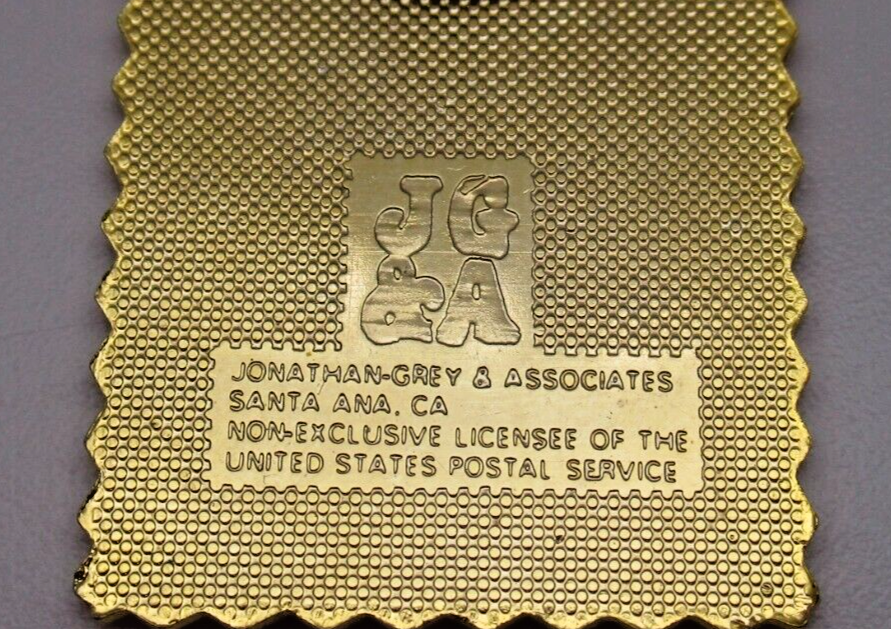 JG
&A
JONATHAN-GREY & ASSOCIATES
SANTA ANA, CA
NON-EXCLUSIVE LICENSEE OF THE
UNITED STATES POSTAL SERVICE